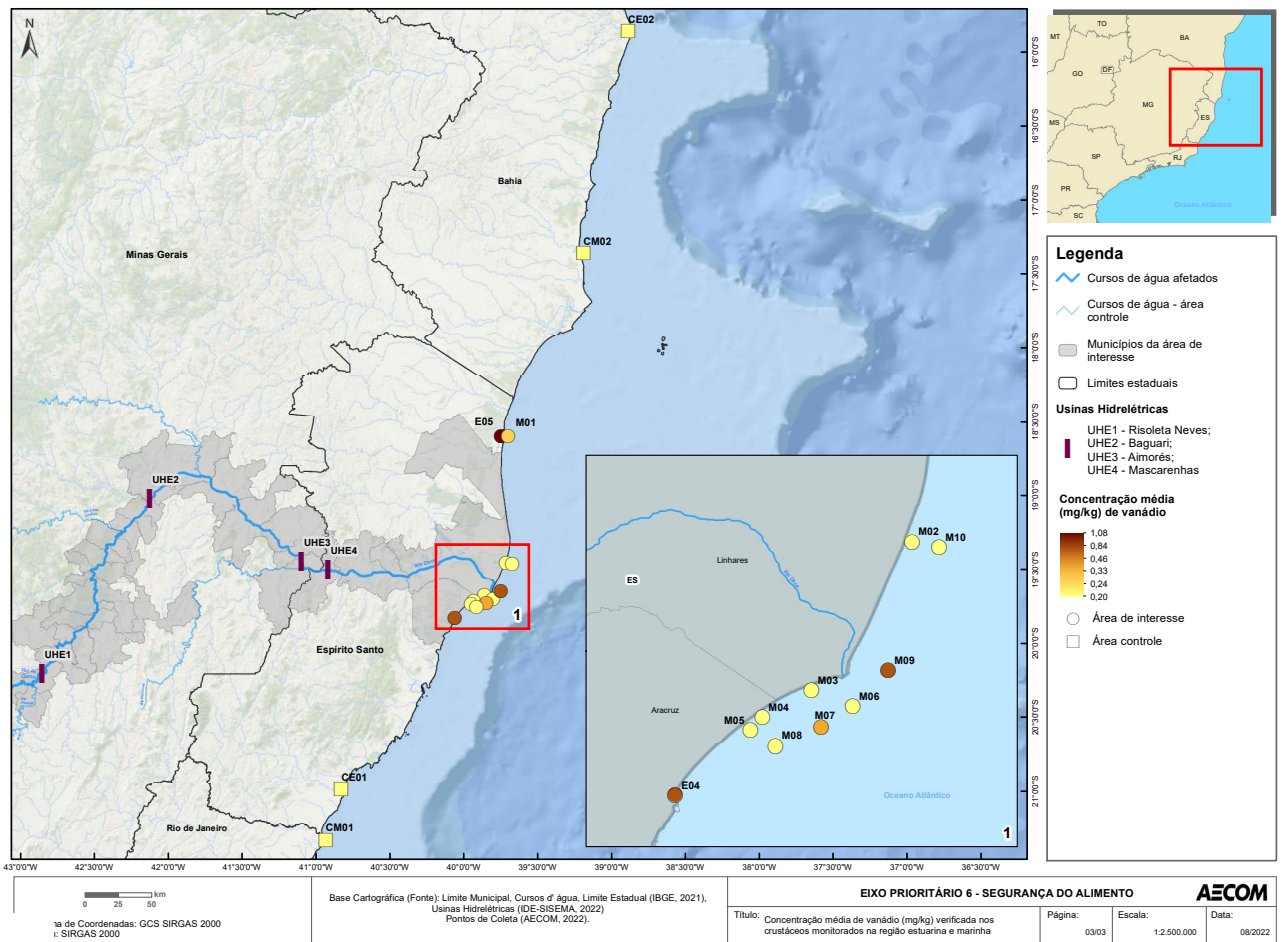 N
CE02
Bahia
CM02
Minas Gerais
E05
M01
UHE2
UHE3
UHE4
Rio Doce
1
Espírito Santo
UHE1
CE01
Rio de Janeiro
CM01
M02
M10
Linhares
ES
Rio Doce
M09
M03
M06
Aracruz
M04
M05
M07
M08
E04
Oceano Atlântico
1
16°0'0"S
16°30'0"S
17°0'0"S
17°30'0"S
18°0'0"S
18°30'0"S
19°0'0"S
19°30'0"S
20°0'0"S
20°30'0"S
21°0'0"S
43°0'0"W
42°30'0"W
42°0'0"W
41°30'0"W
41°0'0"W
40°30'0"W
40°0'0"W
39°30'0"W
39°0'0"W
38°30'0"W
38°0'0"W
37°30'0"W
37°0'0"W
36°30'0"W
TO
MT
BA
GO
DF
MG
MS
ES
SP
RJ
PR
SC
Oceano Atlântico
Legenda
Cursos de água afetados
Cursos de água - área
controle
Municípios da área de
interesse
Limites estaduais
Usinas Hidrelétricas
UHE1 - Risoleta Neves;
UHE2 - Baguari;
UHE3 - Aimorés;
UHE4 - Mascarenhas
Concentração média
(mg/kg) de vanádio
1,08
0,84
0,33
0,24
0,20
Área de interesse
Área controle
km
0 25 50
na de Coordenadas: GCS SIRGAS 2000
: SIRGAS 2000
Base Cartográfica (Fonte): Limite Municipal, Cursos d' água, Limite Estadual (IBGE, 2021),
Usinas Hidrelétricas (IDE-SISEMA, 2022)
Pontos de Coleta (AECOM, 2022).
EIXO PRIORITÁRIO 6 - SEGURANÇA DO ALIMENTO
AECOM
Título: Concentração média de vanádio (mg/kg) verificada nos
crustáceos monitorados na região estuarina e marinha
Página:
03/03
Escala:
1:2.500.000
Data:
08/2022